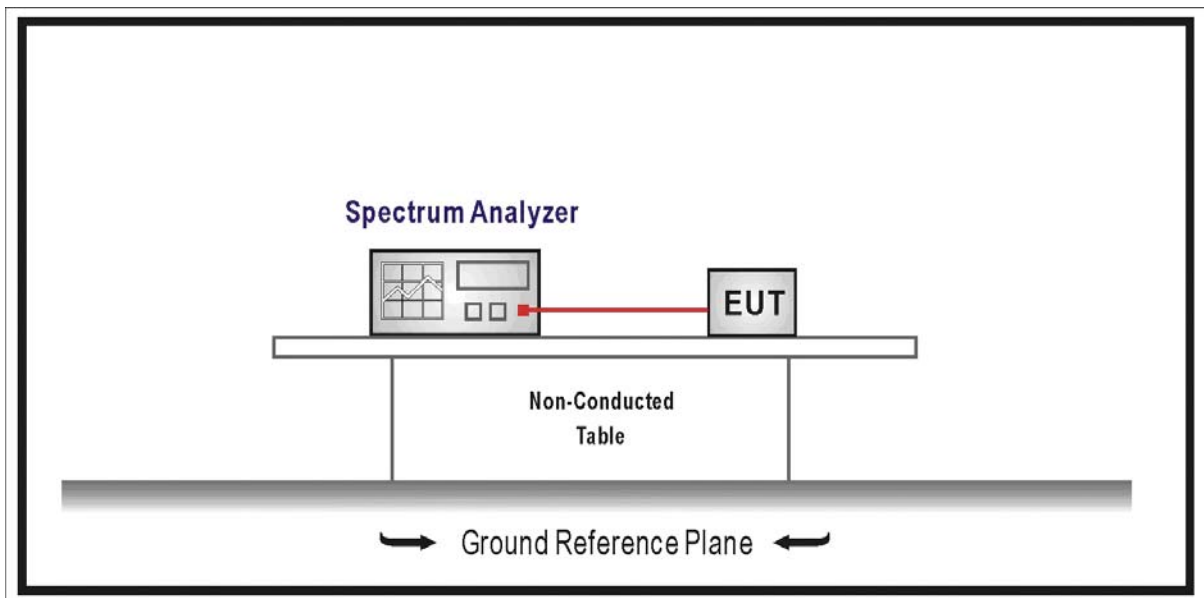 Spectrum Analyzer
EUT
Non-Conducted
Table
Ground Reference Plane